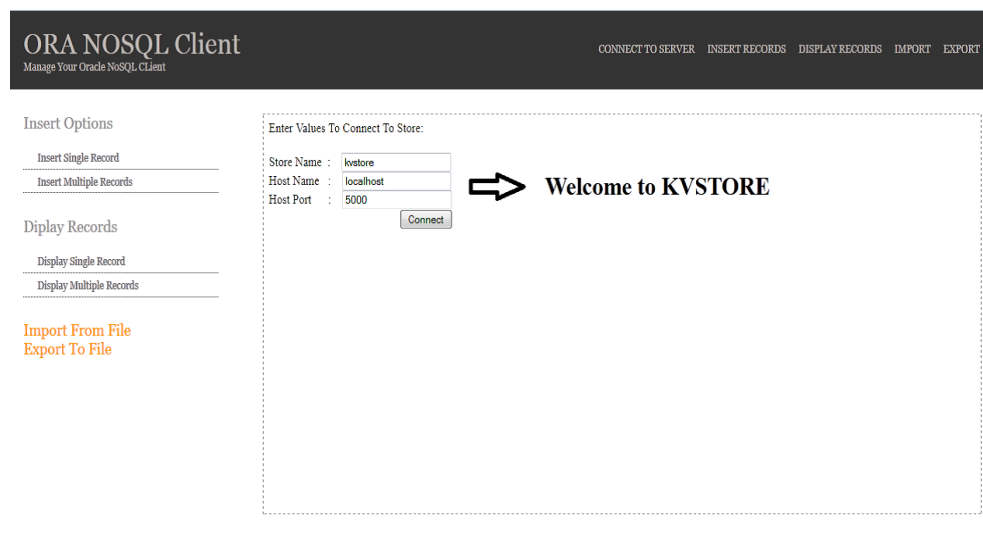 ORA NOSQL Client
Manage Your Oracle NoSQL CLient
CONNECT TO SERVER INSERT RECORDS DISPLAY RECORDS IMPORT EXPORT
Insert Options
Insert Single Record
Insert Multiple Records
Diplay Records
Display Single Record
Display Multiple Records
Import From File
Export To File
Enter Values To Connect To Store:
Store Name : kvstore
Host Name : localhost
Host Port : 5000
Connect
Welcome to KVSTORE